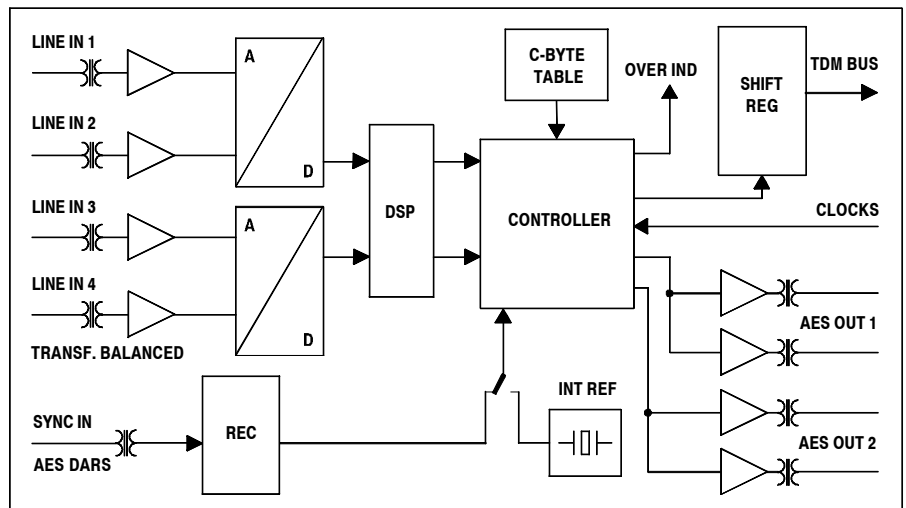 LINE IN 1
LINE IN 2
LINE IN 3
LINE IN 4
TRANSF. BALANCED
A
D
A
D
DSP
C-BYTE
TABLE
CONTROLLER
OVER IND
SHIFT
REG
TDM BUS
CLOCKS
AES OUT 1
AES OUT 2
SYNC IN
AES DARS
REC
INT REF